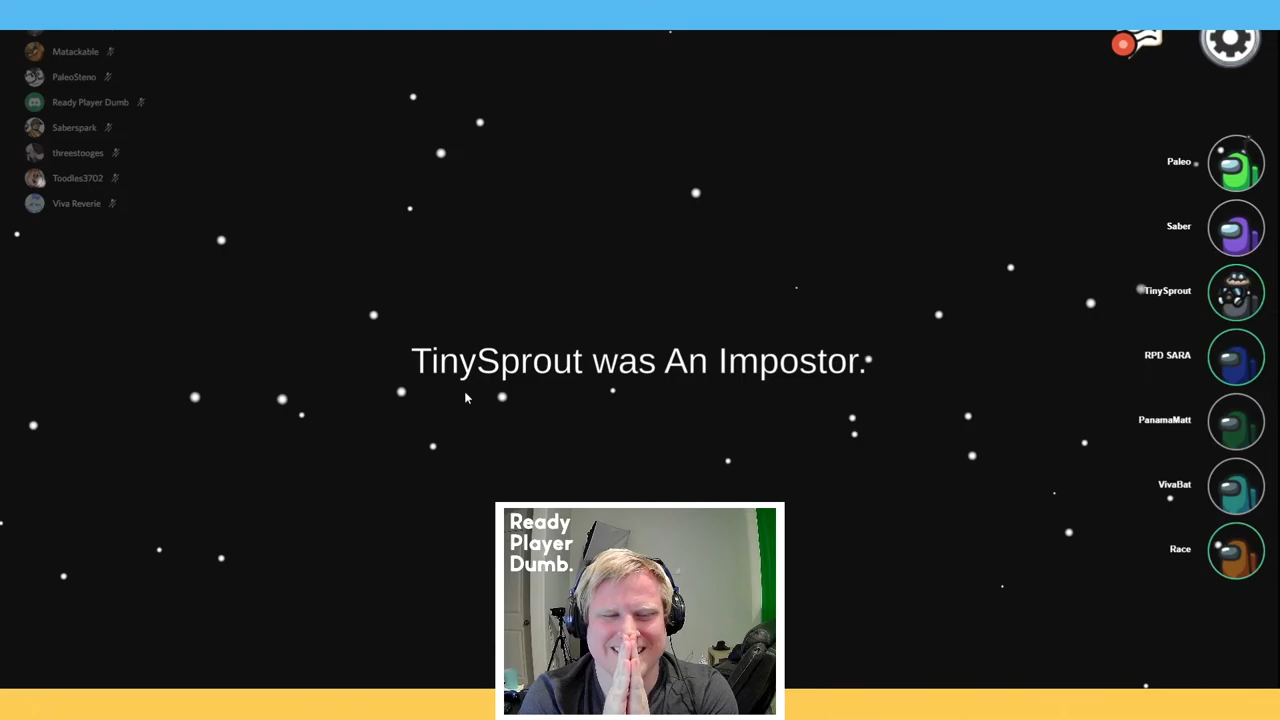 Matackable
PaleoSteno
Ready Player Dumb
Saberspark
threestooges
Toodles3702
Viva Reverie
Paleo
Saber
TinySprout
RPD SARA
PanamaMatt
VivaBat
Race
TinySprout was An Impostor.
Ready
Player
Dumb.